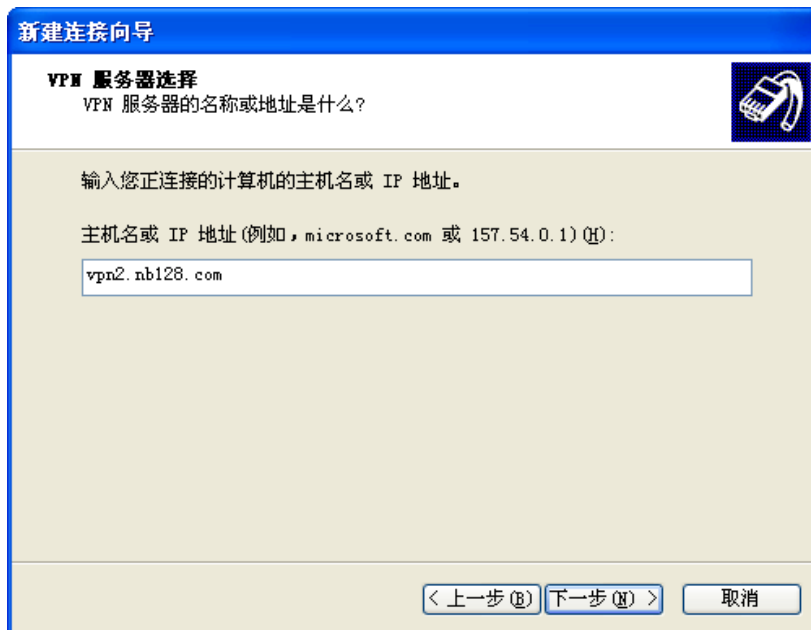 新建连接向导
VPN 服务器选择
VPN 服务器的名称或地址是什么?
输入您正连接的计算机的主机名或 IP 地址。
主机名或 IP 地址(例如,microsoft.com 或 157.54.0.1)(H):
vpn2.nb128.com
< 上一步(B) 下一步(N) > 取消